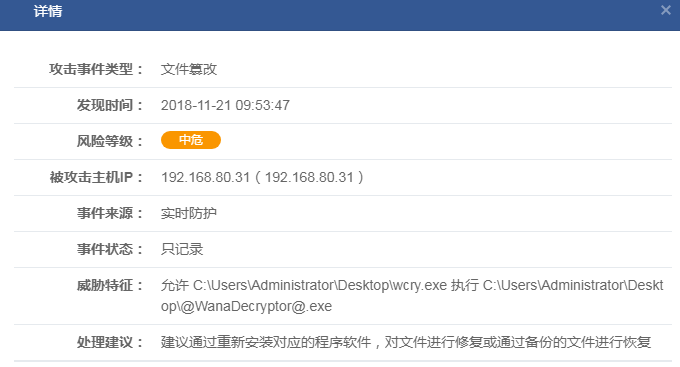 详情
攻击事件类型： 文件篡改
发现时间： 2018-11-21 09:53:47
风险等级： 中危
被攻击主机IP： 192.168.80.31（192.168.80.31）
事件来源： 实时防护
事件状态： 只记录
威胁特征： 允许 C:\Users\Administrator\Desktop\wcry.exe 执行 C:\Users\Administrator\Deskt
op\@WanaDecryptor@.exe
处理建议： 建议通过重新安装对应的程序软件，对文件进行修复或通过备份的文件进行恢复